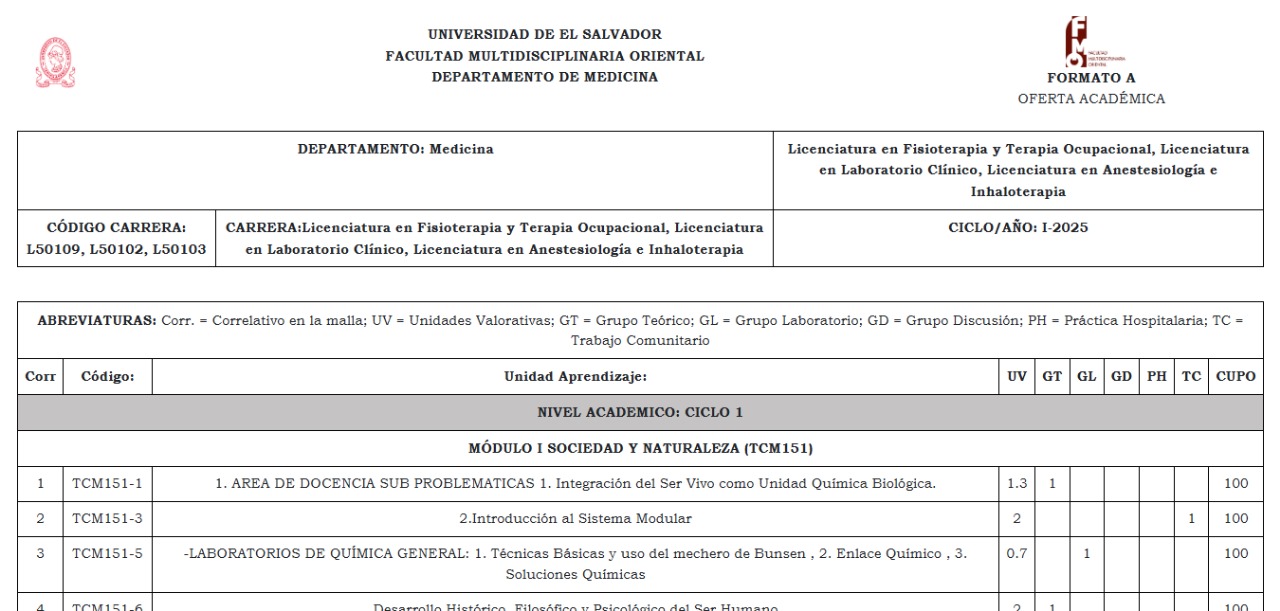 UNIVERSIDAD DE EL SALVADOR
FACULTAD MULTIDISCIPLINARIA ORIENTAL
DEPARTAMENTO DE MEDICINA
FMO
FACULTAD
MULTIDISCIPLINARIA
ORIENTAL
FORMATO A
OFERTA ACADÉMICA
DEPARTAMENTO: Medicina
Licenciatura en Fisioterapia y Terapia Ocupacional, Licenciatura
en Laboratorio Clínico, Licenciatura en Anestesiología e
Inhaloterapia
CÓDIGO CARRERA:
L50109, L50102, L50103
CARRERA:Licenciatura en Fisioterapia y Terapia Ocupacional, Licenciatura
en Laboratorio Clínico, Licenciatura en Anestesiología e Inhaloterapia
CICLO/AÑO: I-2025
ABREVIATURAS: Corr. = Correlativo en la malla; UV = Unidades Valorativas; GT = Grupo Teórico; GL = Grupo Laboratorio; GD = Grupo Discusión; PH = Práctica Hospitalaria; TC =
Trabajo Comunitario
Corr Código: Unidad Aprendizaje: UV GT GL GD PH TC CUPO
NIVEL ACADEMICO: CICLO 1
MÓDULO I SOCIEDAD Y NATURALEZA (TCM151)
1 TCM151-1 1. AREA DE DOCENCIA SUB PROBLEMATICAS 1. Integración del Ser Vivo como Unidad Química Biológica. 1.3 1 100
2 TCM151-3 2.Introducción al Sistema Modular 2 1 100
3 TCM151-5 -LABORATORIOS DE QUÍMICA GENERAL: 1. Técnicas Básicas y uso del mechero de Bunsen , 2. Enlace Químico , 3. 0.7 1 100
Soluciones Químicas
4 TCM151-6 Desarrollo Histórico, Filosófico y Psicológico del Ser Humano 2 1 100